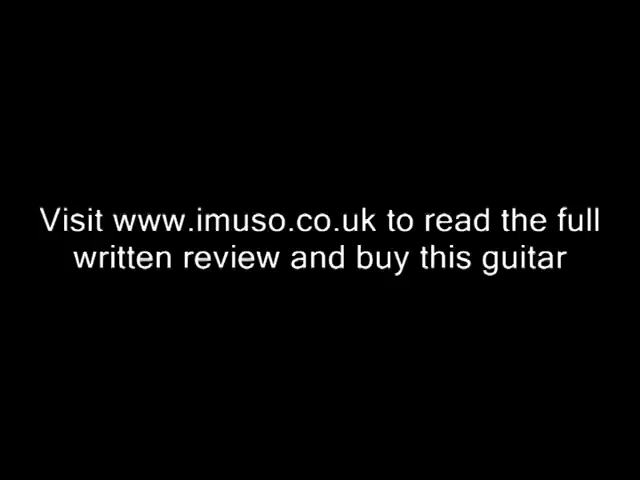 Visit www.imuso.co.uk to read the full
written review and buy this guitar